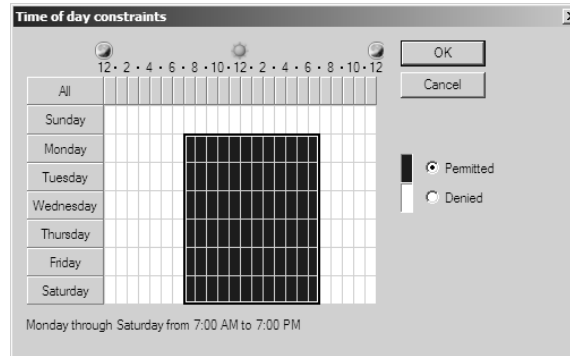 Time of day constraints
12 · 2 · 4 · 6 · 8 · 10 · 12 · 2 · 4 · 6 · 8 · 10 · 12
OK
Cancel
All
Sunday
Monday
Tuesday
Wednesday
Thursday
Friday
Saturday
Permitted
Denied
Monday through Saturday from 7:00 AM to 7:00 PM